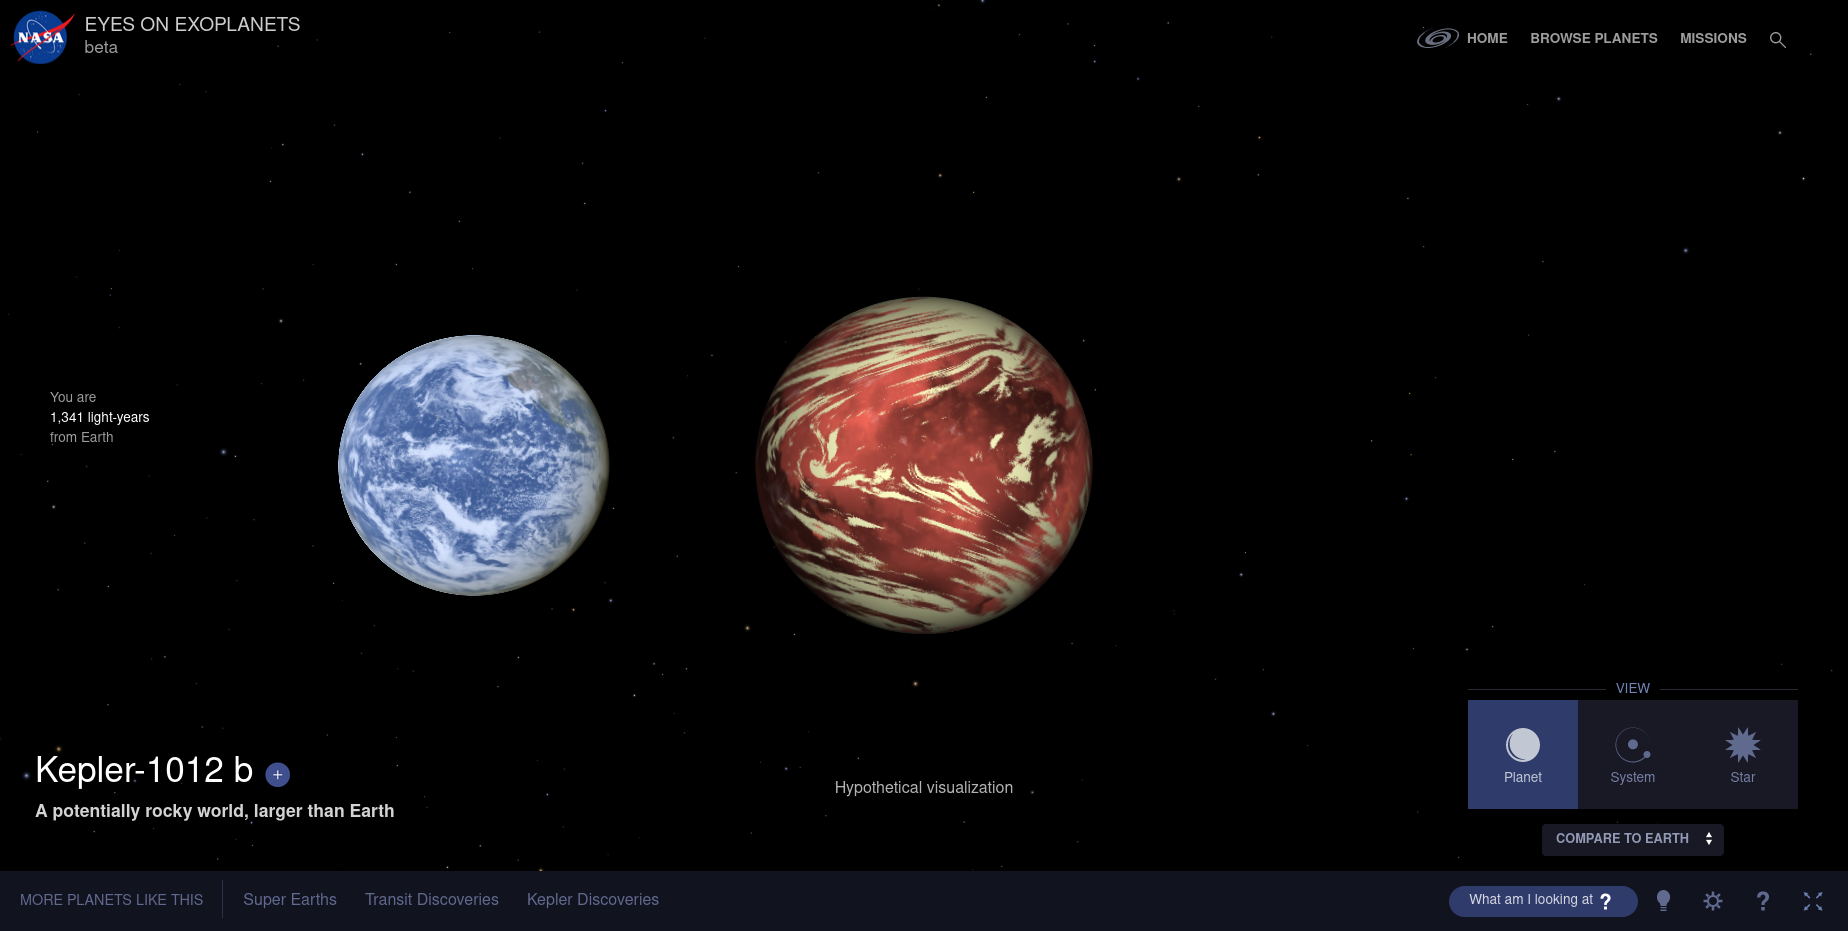 NASA
EYES ON EXOPLANETS
beta
HOME
BROWSE PLANETS
MISSIONS
You are
1,341 light-years
from Earth
Kepler-1012 b +
A potentially rocky world, larger than Earth
Hypothetical visualization
VIEW
Planet
System
Star
COMPARE TO EARTH
MORE PLANETS LIKE THIS
Super Earths
Transit Discoveries
Kepler Discoveries
What am I looking at ?
?